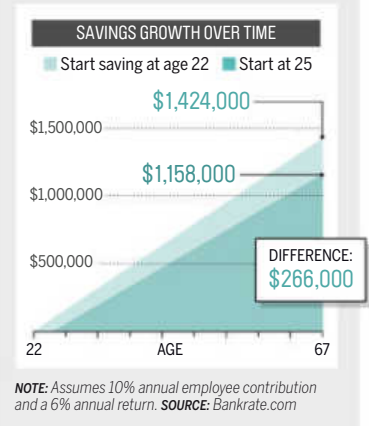 SAVINGS GROWTH OVER TIME
Start saving at age 22 Start at 25
$1,424,000
$1,500,000
$1,158,000
$1,000,000
$500,000
DIFFERENCE:
$266,000
22 AGE 67
NOTE: Assumes 10% annual employee contribution
and a 6% annual return. SOURCE: Bankrate.com